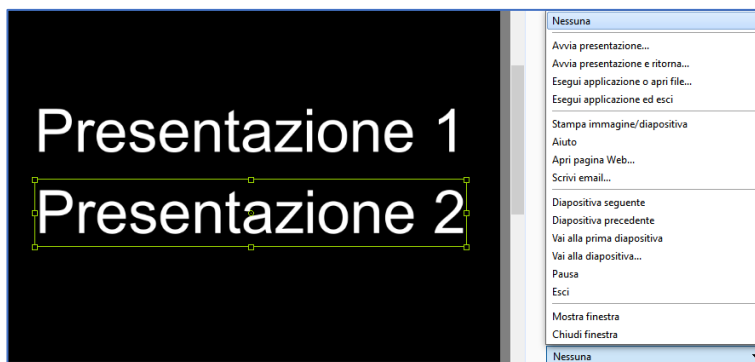 Presentazione 1
Presentazione 2
Nessuna
Avvia presentazione...
Avvia presentazione e ritorna...
Esegui applicazione o apri file...
Esegui applicazione ed esci
Stampa immagine/diapositiva
Aiuto
Apri pagina Web...
Scrivi email...
Diapositiva seguente
Diapositiva precedente
Vai alla prima diapositiva
Vai alla diapositiva...
Pausa
Esci
Mostra finestra
Chiudi finestra
Nessuna